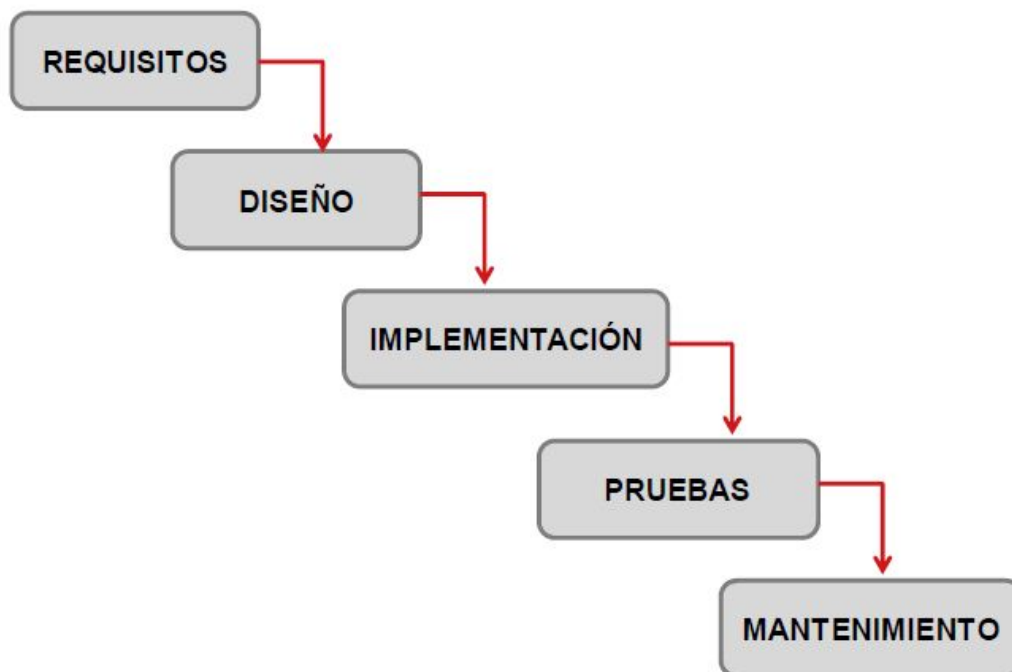 REQUISITOS
DISEÑO
IMPLEMENTACIÓN
PRUEBAS
MANTENIMIENTO